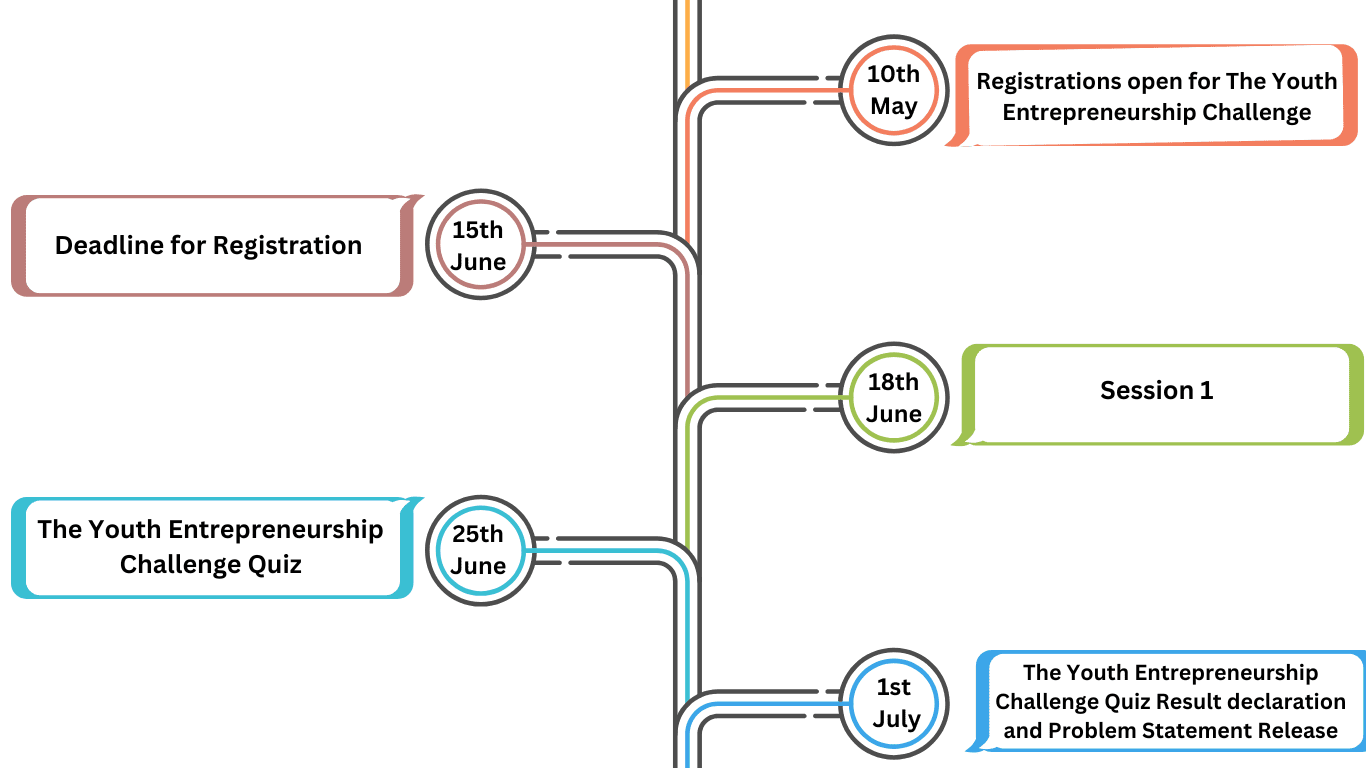 10th
May
Registrations open for The Youth
Entrepreneurship Challenge
Deadline for Registration
15th
June
18th
June
Session 1
The Youth Entrepreneurship
Challenge Quiz
25th
June
1st
July
The Youth Entrepreneurship
Challenge Quiz Result declaration
and Problem Statement Release